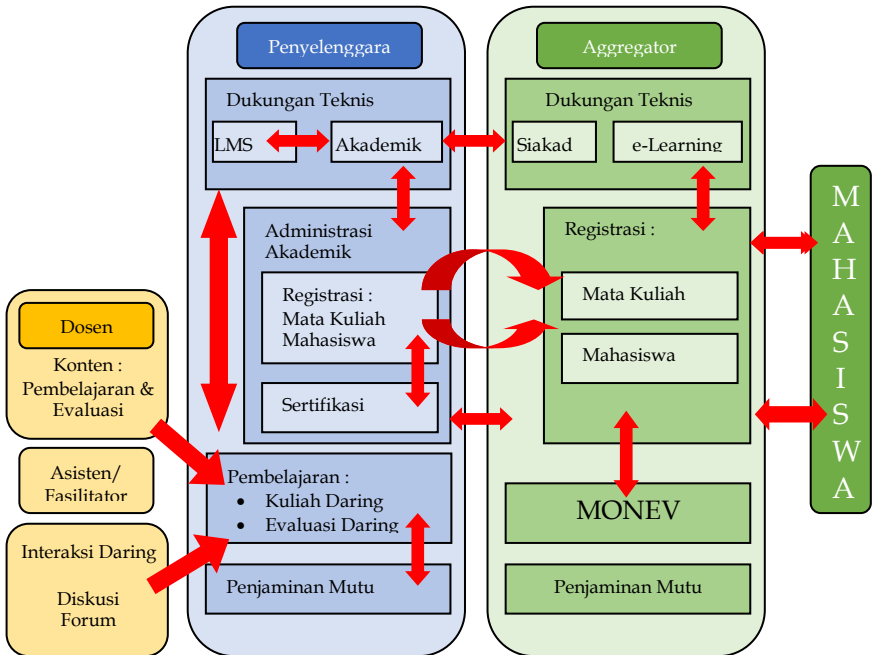 Penyelenggara
Dukungan Teknis
LMS
Akademik
Administrasi
Akademik
Registrasi :
Mata Kuliah
Mahasiswa
Sertifikasi
Pembelajaran :
• Kuliah Daring
• Evaluasi Daring
Penjaminan Mutu
Aggregator
Dukungan Teknis
Siakad
e-Learning
Registrasi :
Mata Kuliah
Mahasiswa
MONEV
Penjaminan Mutu
Dosen
Konten :
Pembelajaran &
Evaluasi
Asisten/
Fasilitator
Interaksi Daring
Diskusi
Forum
M
A
H
A
S
I
S
W
A